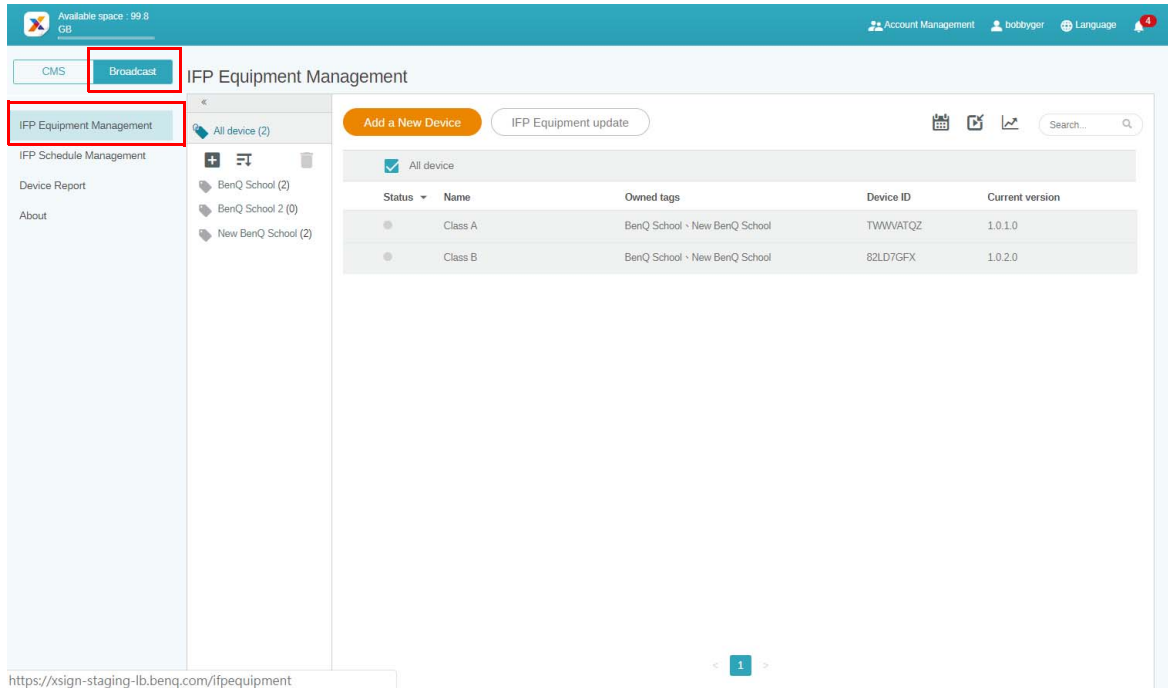 Available space : 99.8
GB
Account Management
bobbyger
Language
4
CMS
Broadcast
IFP Equipment Management
IFP Schedule Management
Device Report
About
IFP Equipment Management
«
All device (2)
BenQ School (2)
BenQ School 2 (0)
New BenQ School (2)
Add a New Device
IFP Equipment update
Search...
All device
Status Name Owned tags Device ID Current version
Class A BenQ School、New BenQ School TWWVATQZ 1.0.1.0
Class B BenQ School、New BenQ School 82LD7GFX 1.0.2.0
< 1 >
https://xsign-staging-lb.benq.com/ifpequipment